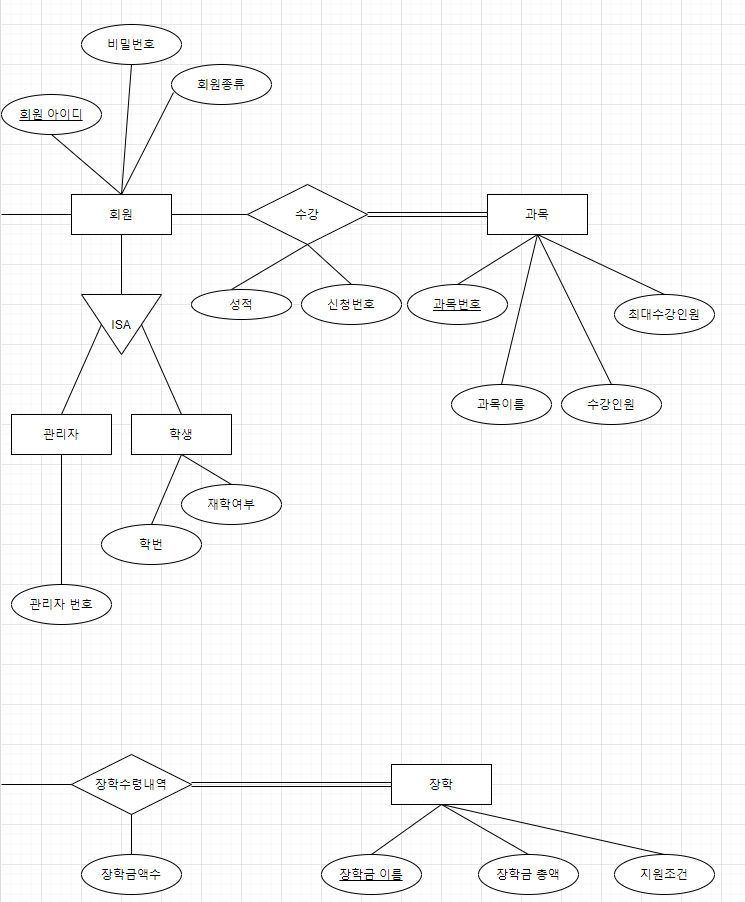 비밀번호
회원종류
회원 아이디
회원
수강
과목
성적
신청번호
과목번호
최대수강인원
ISA
과목이름
수강인원
관리자
학생
재학여부
학번
관리자 번호
장학수령내역
장학
장학금액수
장학금 이름
장학금 총액
지원조건